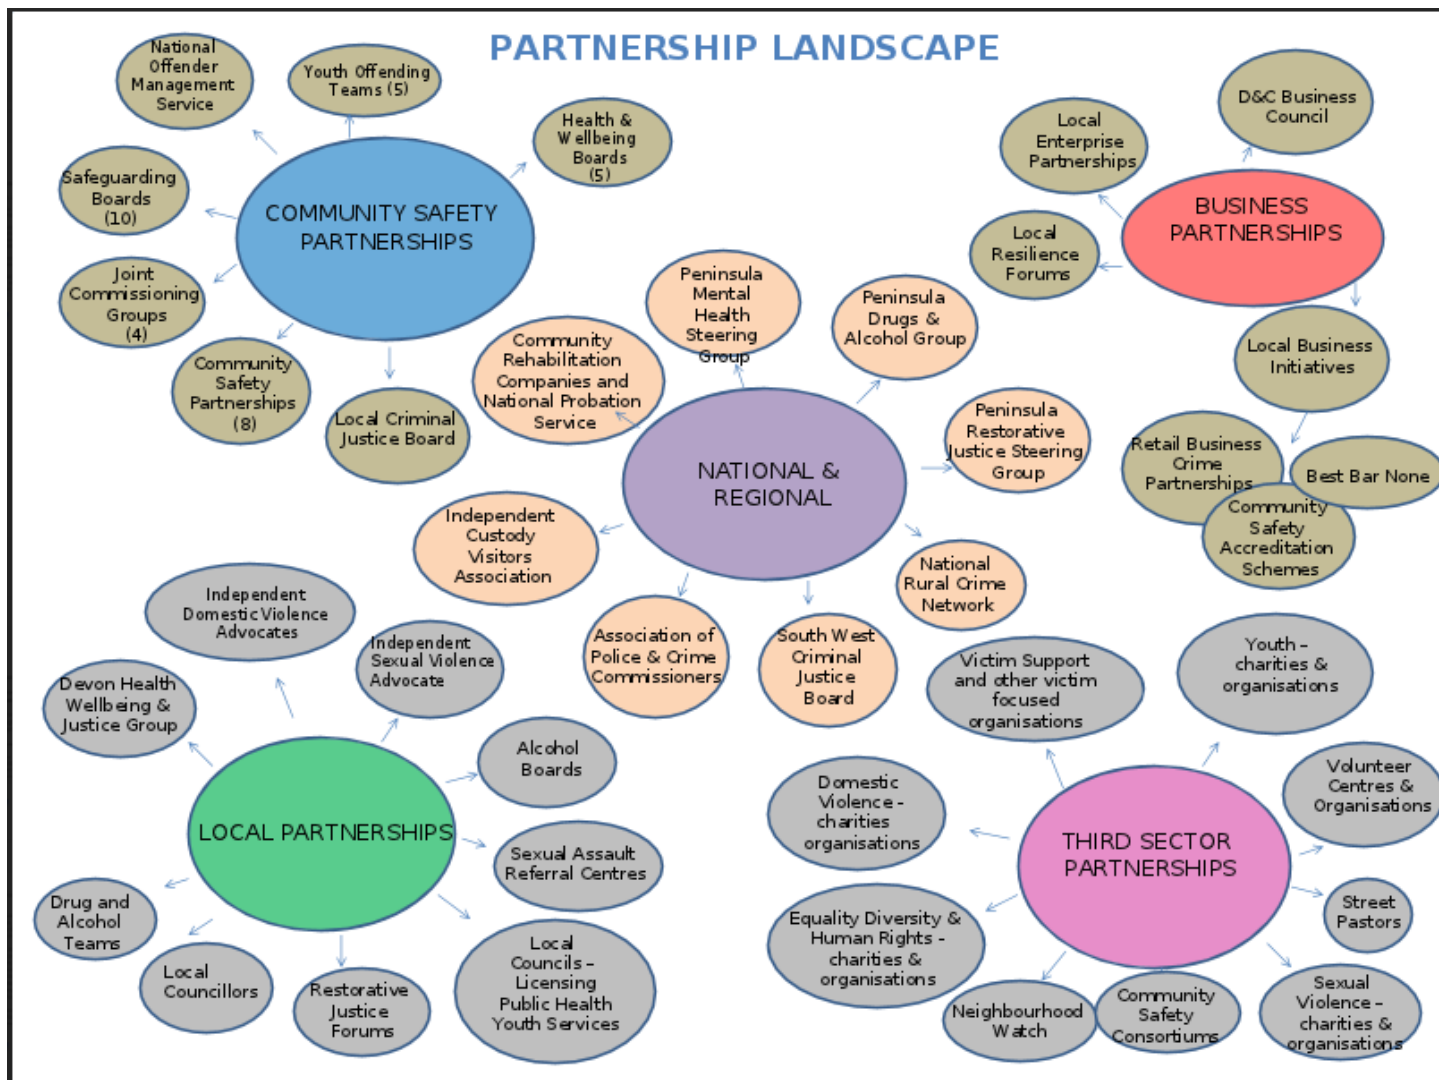 PARTNERSHIP LANDSCAPE
National
Offender
Management
Service
Youth Offending
Teams (5)
Health &
Wellbeing
Boards
(5)
Safeguarding
Boards
(10)
COMMUNITY SAFETY
PARTNERSHIPS
Joint
Commissioning
Groups
(4)
Community
Safety
Partnerships
(8)
Local Criminal
Justice Board
D&C Business
Council
Local
Enterprise
Partnerships
BUSINESS
PARTNERSHIPS
Local
Resilience
Forums
Local Business
Initiatives
Retail Business
Crime
Partnerships
Best Bar None
Community
Safety
Accreditation
Schemes
Peninsula
Mental
Health
Steering
Group
Peninsula
Drugs &
Alcohol Group
Community
Rehabilitation
Companies and
National Probation
Service
Peninsula
Restorative
Justice Steering
Group
NATIONAL &
REGIONAL
Independent
Custody
Visitors
Association
National
Rural Crime
Network
Association of
Police & Crime
Commissioners
South West
Criminal
Justice
Board
Independent
Domestic Violence
Advocates
Independent
Sexual Violence
Advocate
Devon Health
Wellbeing &
Justice Group
Alcohol
Boards
LOCAL PARTNERSHIPS
Sexual Assault
Referral Centres
Drug and
Alcohol
Teams
Local
Councillors
Restorative
Justice
Forums
Local
Councils –
Licensing
Public Health
Youth Services
Victim Support
and other victim
focused
organisations
Youth –
charities &
organisations
Domestic
Violence -
charities
organisations
Volunteer
Centres &
Organisations
THIRD SECTOR
PARTNERSHIPS
Equality Diversity &
Human Rights -
charities &
organisations
Street
Pastors
Neighbourhood
Watch
Community
Safety
Consortiums
Sexual
Violence –
charities &
organisations